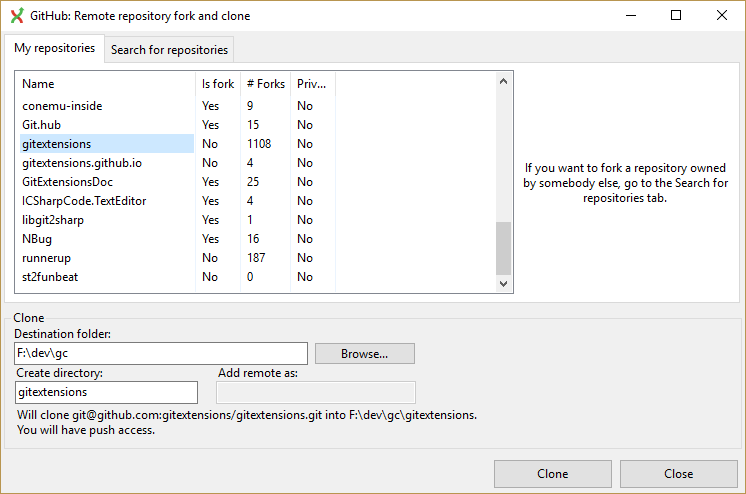 GitHub: Remote repository fork and clone
My repositories
Search for repositories
Name Is fork # Forks Priv...
conemu-inside Yes 9 No
Git.hub Yes 15 No
gitextensions No 1108 No
gitextensions.github.io No 4 No
GitExtensionsDoc Yes 25 No
ICSharpCode.TextEditor Yes 4 No
libgit2sharp Yes 1 No
NBug Yes 16 No
runnerup No 187 No
st2funbeat No 0 No
If you want to fork a repository owned
by somebody else, go to the Search for
repositories tab.
Clone
Destination folder:
F:\dev\gc
Browse...
Create directory: Add remote as:
gitextensions
Will clone git@github.com:gitextensions/gitextensions.git into F:\dev\gc\gitextensions.
You will have push access.
Clone
Close